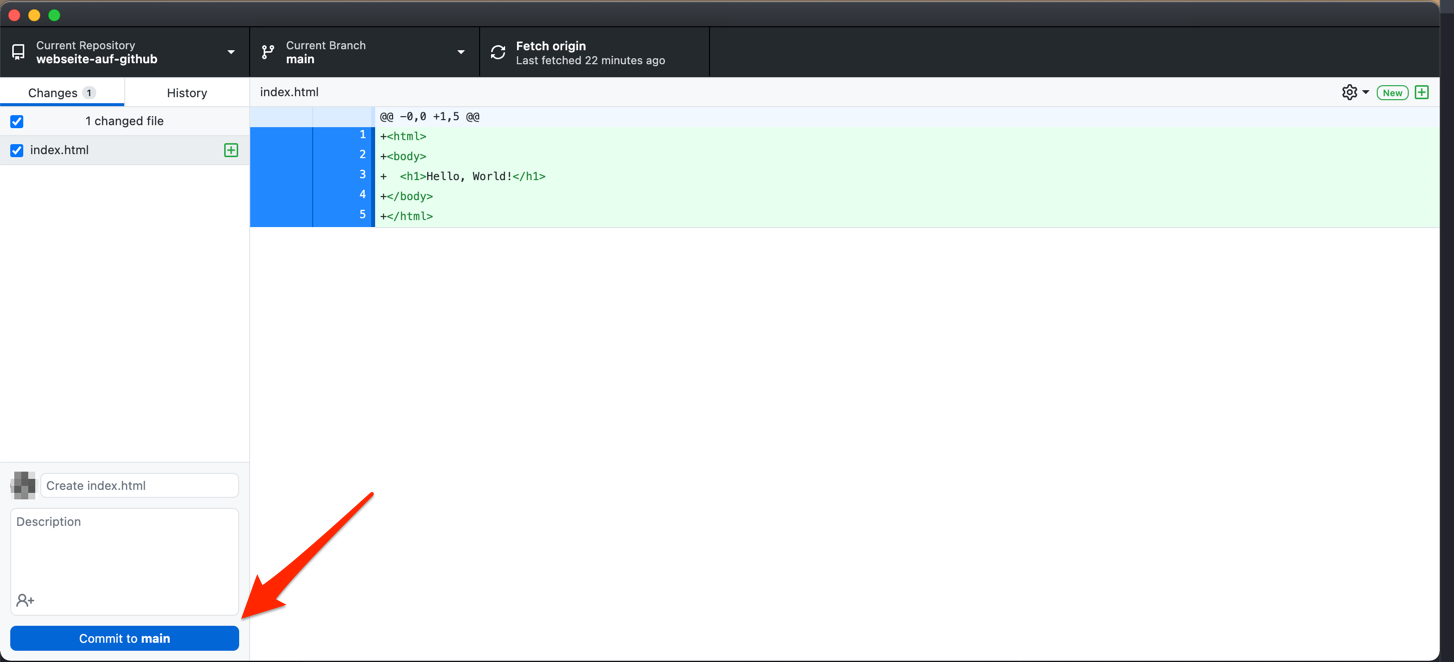 Current Repository
webseite-auf-github
Current Branch
main
Fetch origin
Last fetched 22 minutes ago
Changes 1
History
1 changed file
index.html
index.html
New
@@ -0,0 +1,5 @@
1 +<html>
2 +<body>
3 +  <h1>Hello, World!</h1>
4 +</body>
5 +</html>
Create index.html
Description
Commit to main